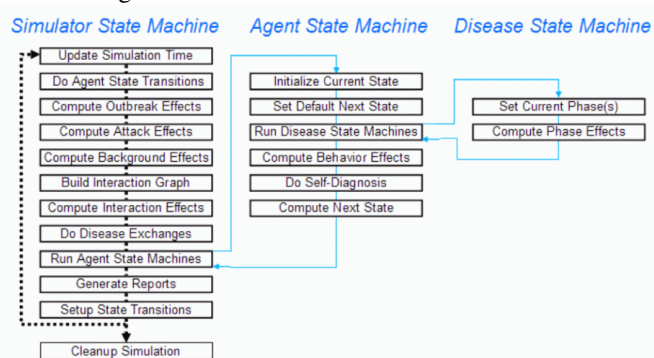 Simulator State Machine
Agent State Machine
Disease State Machine
Update Simulation Time
Do Agent State Transitions
Compute Outbreak Effects
Compute Attack Effects
Compute Background Effects
Build Interaction Graph
Compute Interaction Effects
Do Disease Exchanges
Run Agent State Machines
Generate Reports
Setup State Transitions
Cleanup Simulation
Initialize Current State
Set Default Next State
Run Disease State Machines
Compute Behavior Effects
Do Self-Diagnosis
Compute Next State
Set Current Phase(s)
Compute Phase Effects